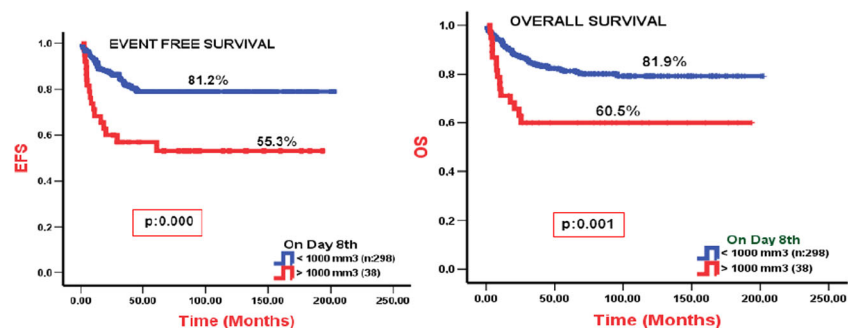 EVENT FREE SURVIVAL
1.0
0.8
0.6
0.4
0.2
0.0
EFS
81.2%
55.3%
p:0.000
On Day 8th
< 1000 mm3 (n:298)
> 1000 mm3 (38)
0.00 50.00 100.00 150.00 200.00 250.00
Time (Months)
OVERALL SURVIVAL
1.0
0.8
0.6
0.4
0.2
0.0
OS
81.9%
60.5%
p:0.001
On Day 8th
< 1000 mm3 (n:298)
> 1000 mm3 (38)
0.00 50.00 100.00 150.00 200.00 250.00
Time (Months)